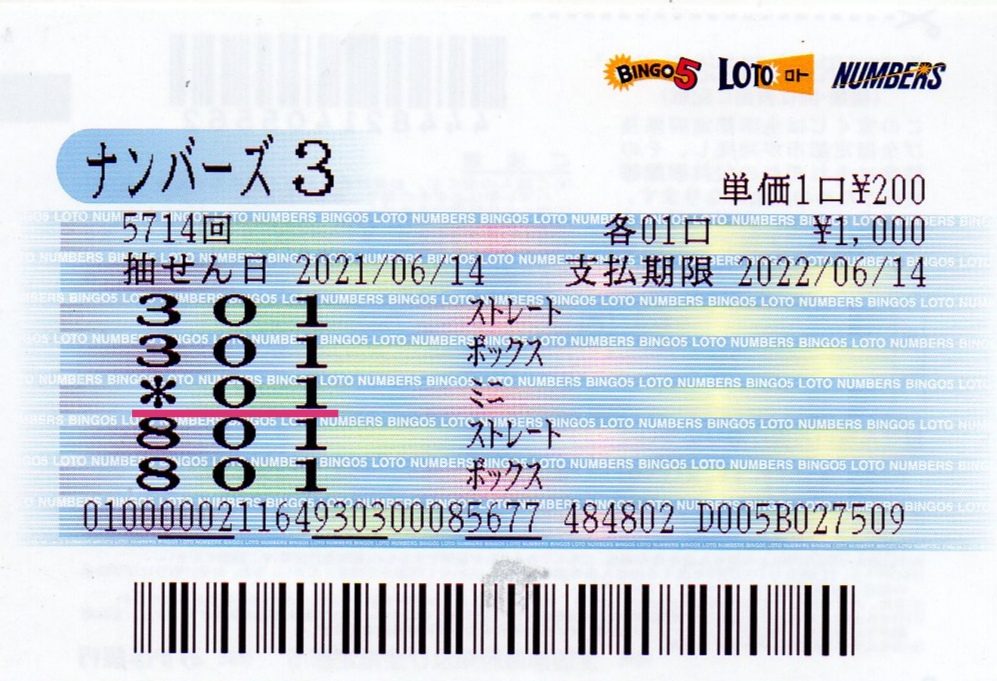 BINGO5 LOTO ロト NUMBERS
ナンバーズ3
単価1口¥200
5714回 各01口 ¥1,000
抽せん日 2021/06/14 支払期限 2022/06/14
3 0 1 ストレート
3 0 1 ボックス
* 0 1 ミニ
8 0 1 ストレート
8 0 1 ボックス
010000021164930300085677 484802 D005B027509